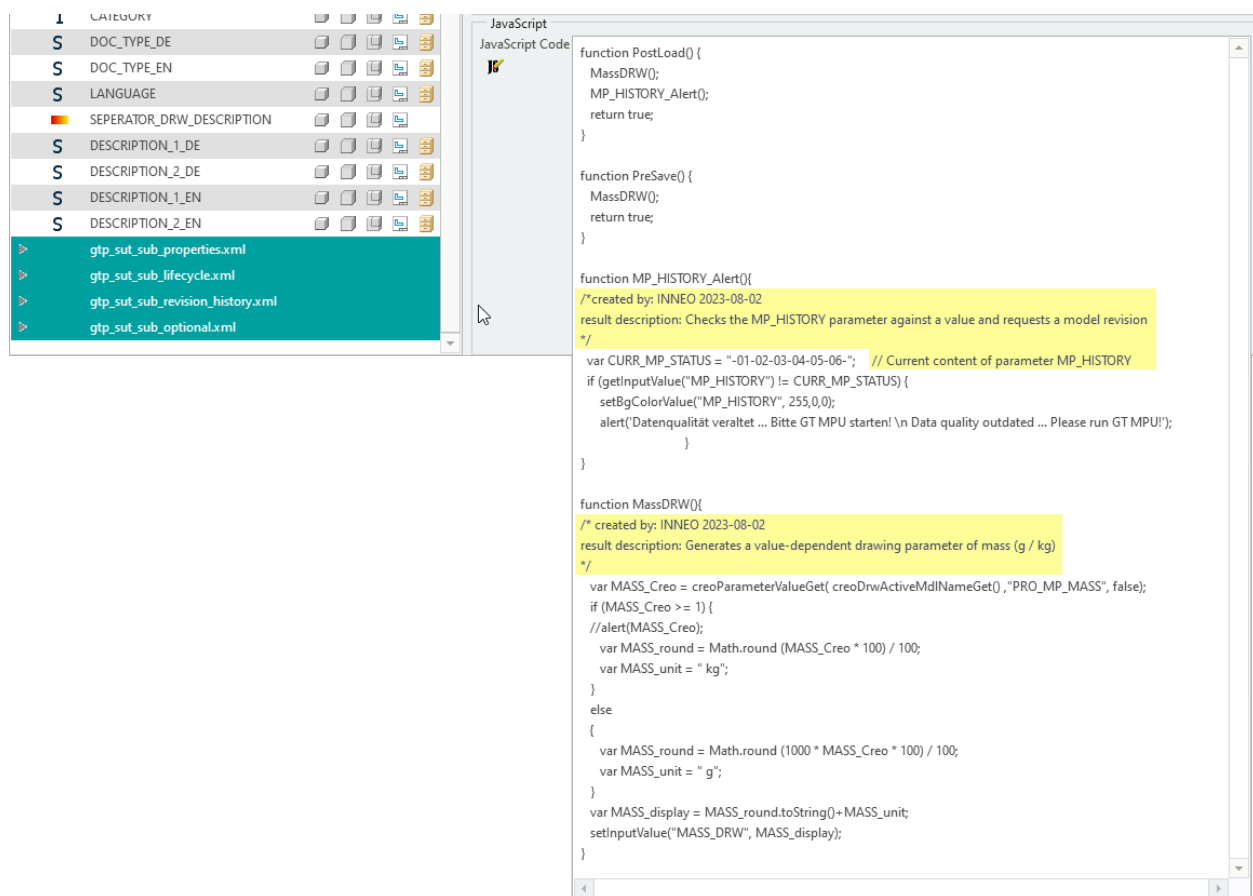 I CATEGORY
S DOC_TYPE_DE
S DOC_TYPE_EN
S LANGUAGE
SEPERATOR_DRW_DESCRIPTION
S DESCRIPTION_1_DE
S DESCRIPTION_2_DE
S DESCRIPTION_1_EN
S DESCRIPTION_2_EN
gtp_sut_sub_properties.xml
gtp_sut_sub_lifecycle.xml
gtp_sut_sub_revision_history.xml
gtp_sut_sub_optional.xml
JavaScript
JavaScript Code
function PostLoad() {
MassDRW();
MP_HISTORY_Alert();
return true;
}
function PreSave() {
MassDRW();
return true;
}
function MP_HISTORY_Alert(){
/*created by: INNEO 2023-08-02
result description: Checks the MP_HISTORY parameter against a value and requests a model revision
*/
var CURR_MP_STATUS = "-01-02-03-04-05-06-"; // Current content of parameter MP_HISTORY
if (getInputValue("MP_HISTORY") != CURR_MP_STATUS) {
setBgColorValue("MP_HISTORY", 255,0,0);
alert('Datenqualität veraltet ... Bitte GT MPU starten! \n Data quality outdated ... Please run GT MPU!');
}
}
function MassDRW(){
/* created by: INNEO 2023-08-02
result description: Generates a value-dependent drawing parameter of mass (g / kg)
*/
var MASS_Creo = creoParameterValueGet( creoDrwActiveMdlNameGet() ,"PRO_MP_MASS", false);
if (MASS_Creo >= 1) {
//alert(MASS_Creo);
var MASS_round = Math.round (MASS_Creo * 100) / 100;
var MASS_unit = " kg";
}
else
{
var MASS_round = Math.round (1000 * MASS_Creo * 100) / 100;
var MASS_unit = " g";
}
var MASS_display = MASS_round.toString()+MASS_unit;
setInputValue("MASS_DRW", MASS_display);
}